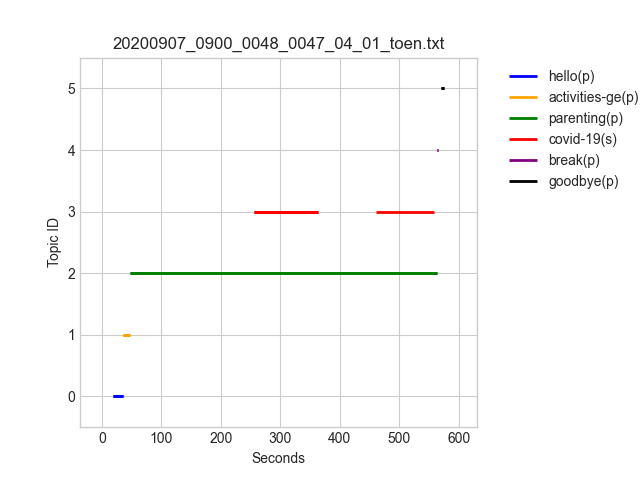 20200907_0900_0048_0047_04_01_toen.txt
hello(p)
activities-ge(p)
parenting(p)
covid-19(s)
break(p)
goodbye(p)
5
4
3
2
1
0
Topic ID
0 100 200 300 400 500 600
Seconds